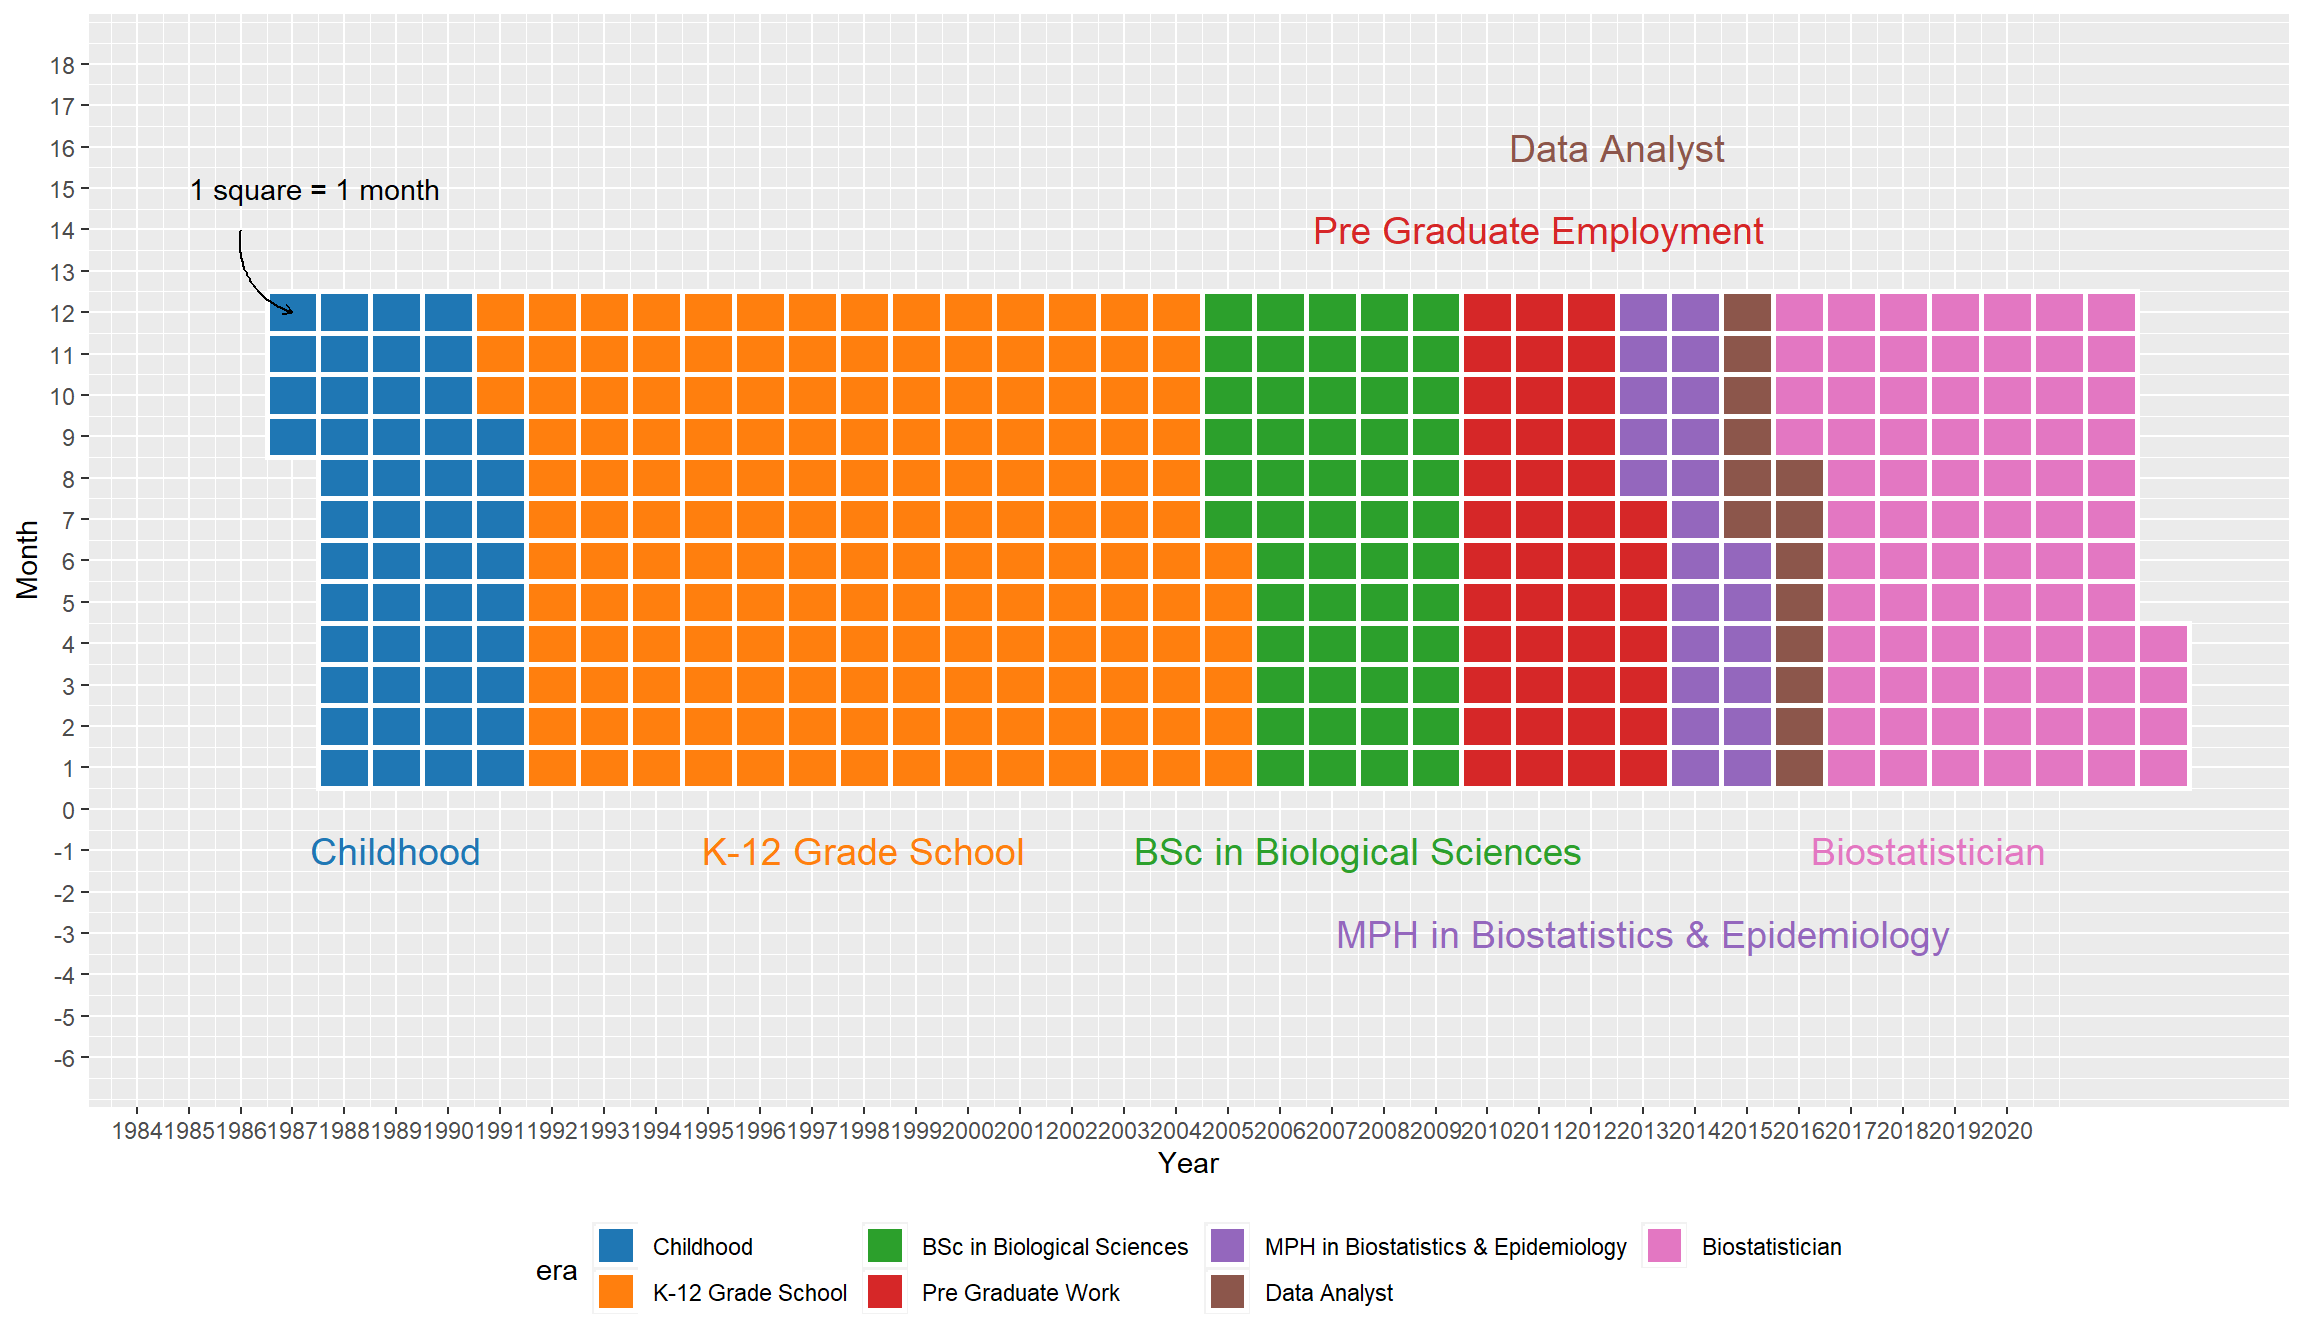 18
17
16
15
14
13
12
11
10
9
8
7
6
5
4
3
2
1
0
-1
-2
-3
-4
-5
-6
Month
1 square = 1 month
Data Analyst
Pre Graduate Employment
Childhood
K-12 Grade School
BSc in Biological Sciences
Biostatistician
MPH in Biostatistics & Epidemiology
1984 1985 1986 1987 1988 1989 1990 1991 1992 1993 1994 1995 1996 1997 1998 1999 2000 2001 2002 2003 2004 2005 2006 2007 2008 2009 2010 2011 2012 2013 2014 2015 2016 2017 2018 2019 2020
Year
era
Childhood
K-12 Grade School
BSc in Biological Sciences
Pre Graduate Work
MPH in Biostatistics & Epidemiology
Data Analyst
Biostatistician